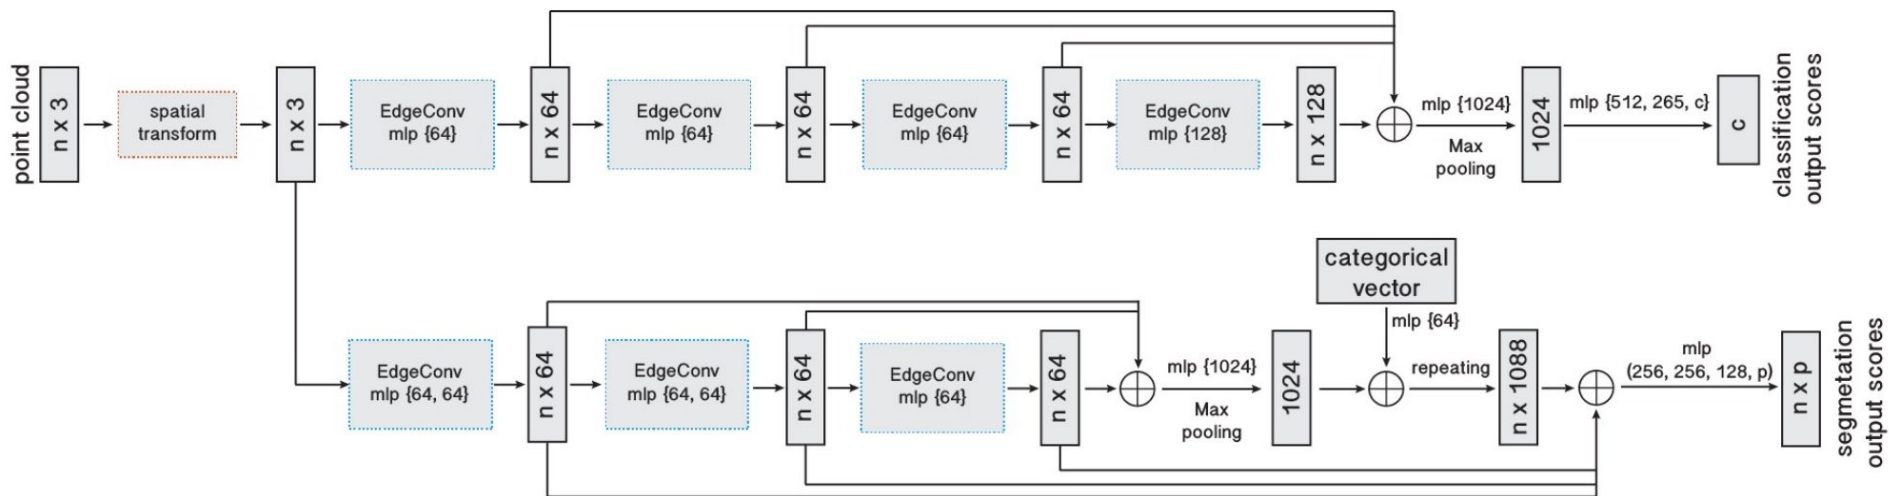 point cloud
n x 3
spatial
transform
n x 3
EdgeConv
mlp {64}
n x 64
EdgeConv
mlp {64}
n x 64
EdgeConv
mlp {64}
n x 64
EdgeConv
mlp {128}
n x 128
mlp {1024}
Max
pooling
1024
mlp {512, 265, c}
c
classification
output scores
EdgeConv
mlp {64, 64}
n x 64
EdgeConv
mlp {64, 64}
n x 64
EdgeConv
mlp {64}
n x 64
mlp {1024}
Max
pooling
1024
categorical
vector
mlp {64}
repeating
n x 1088
mlp
(256, 256, 128, p)
n x p
segmetation
output scores